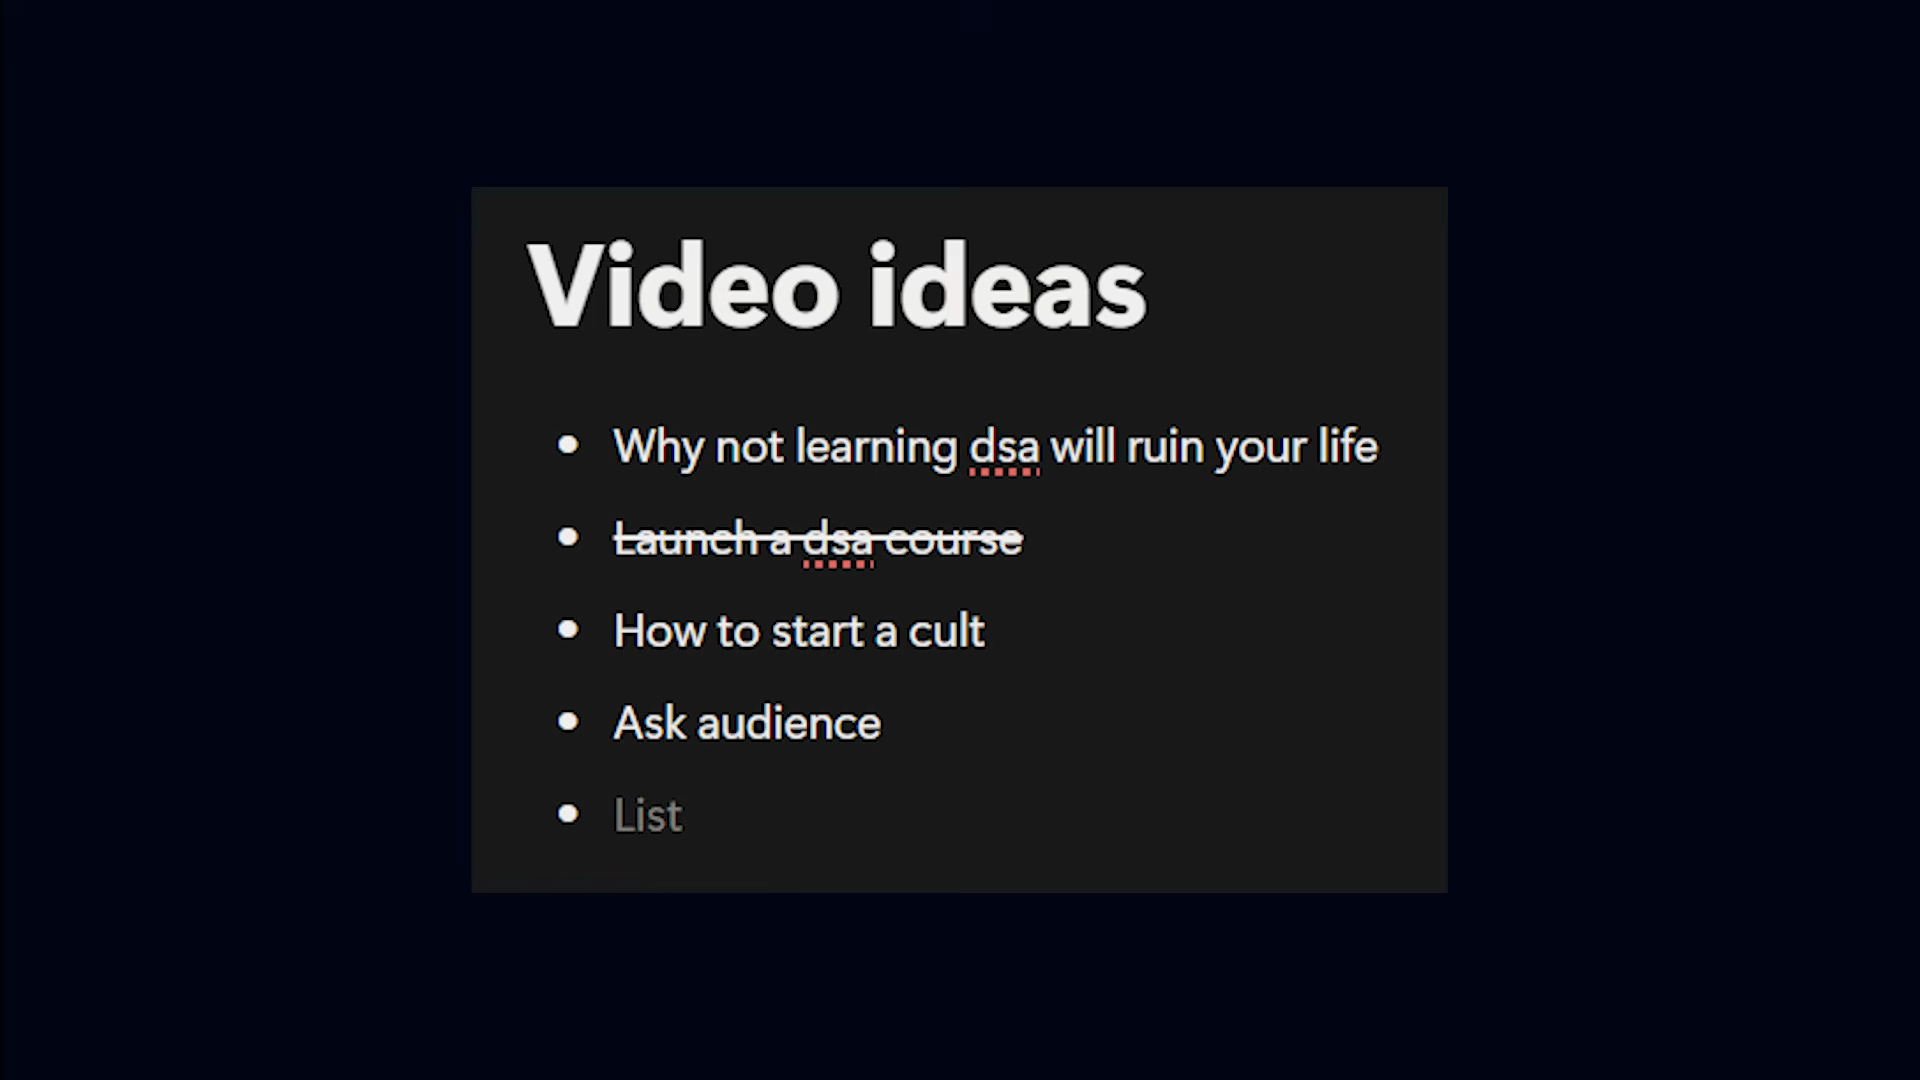 Video ideas
Why not learning dsa will ruin your life
Launch a dsa course
How to start a cult
Ask audience
List